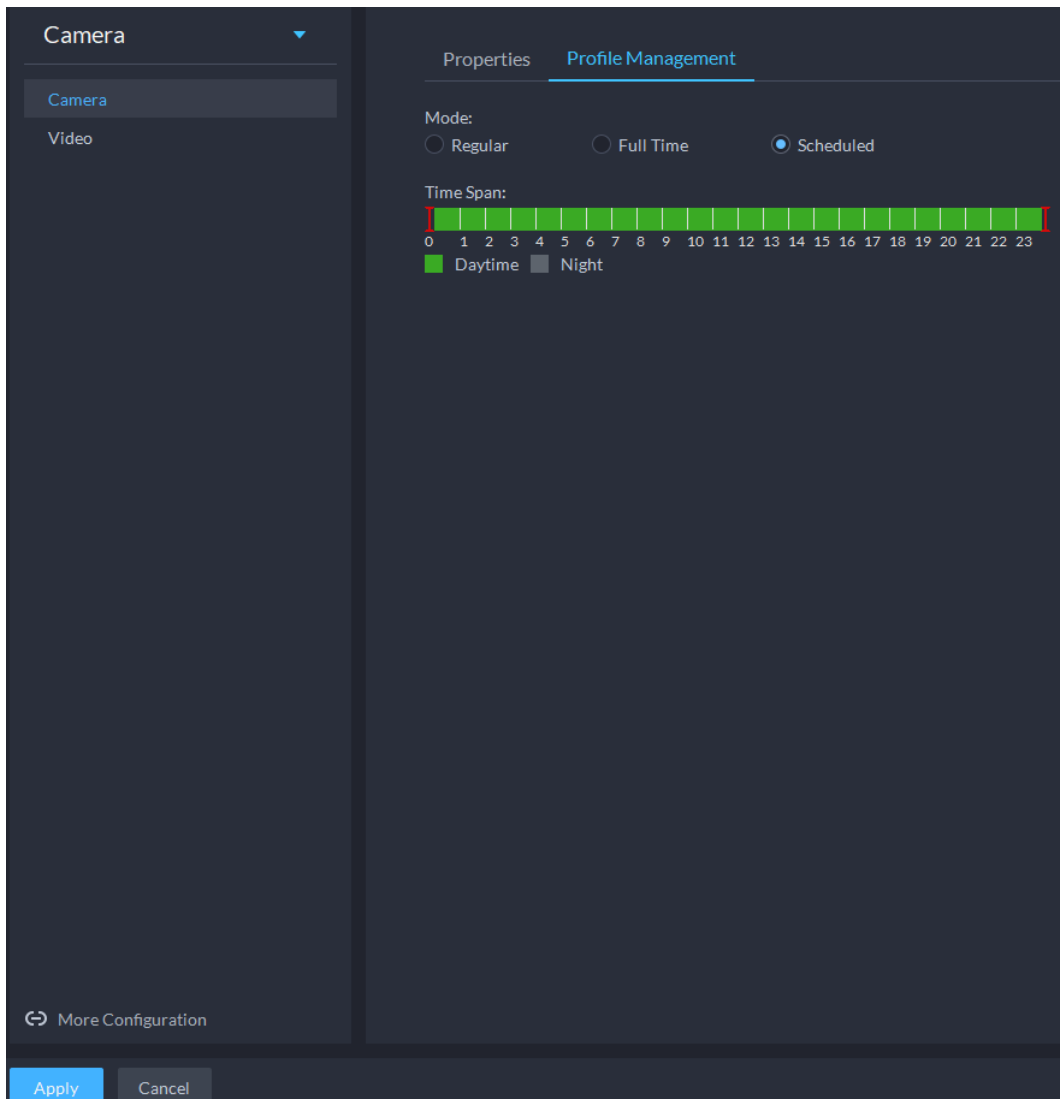 Camera
Camera
Video
More Configuration
Properties Profile Management
Mode:
Regular Full Time Scheduled
Time Span:
0 1 2 3 4 5 6 7 8 9 10 11 12 13 14 15 16 17 18 19 20 21 22 23
Daytime Night
Apply Cancel